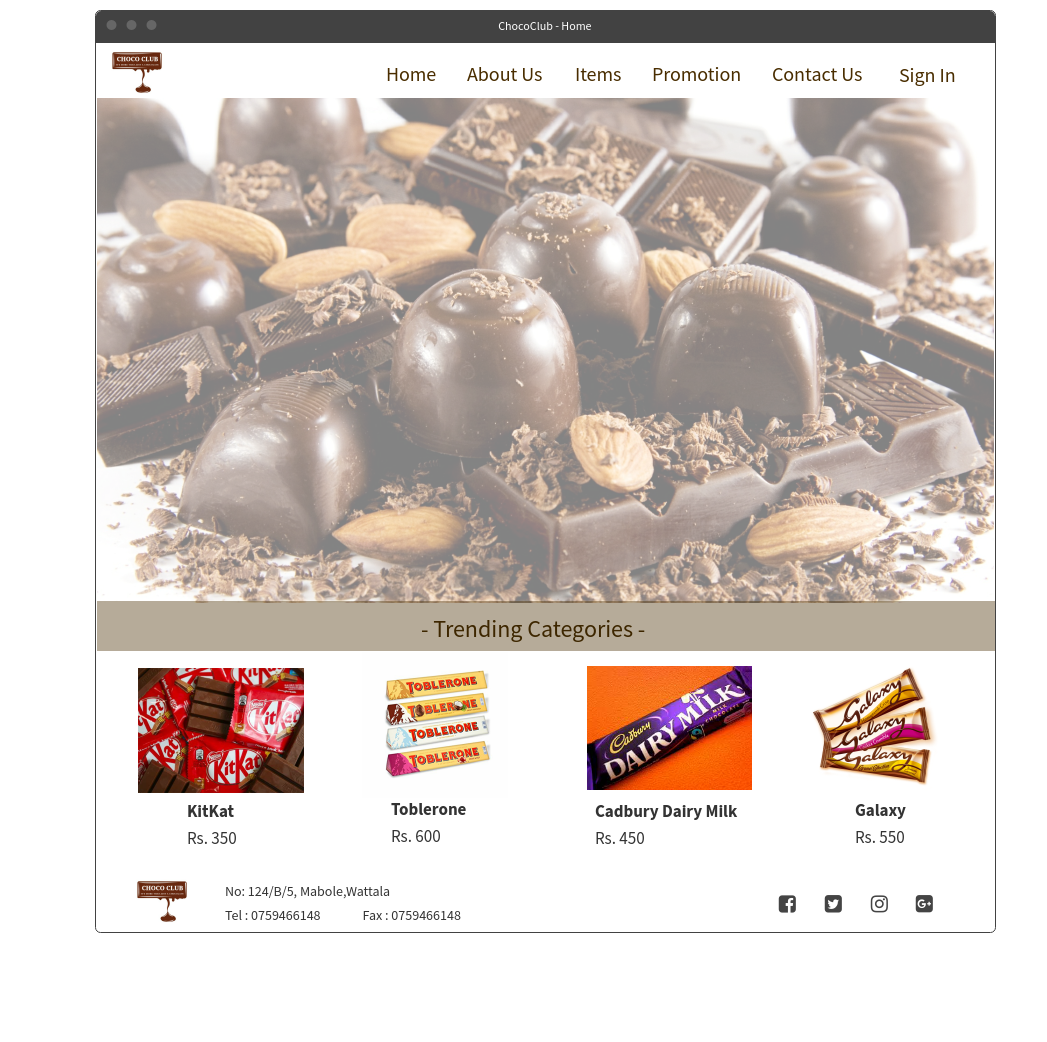 ChocoClub - Home
CHOCO CLUB
Home About Us Items Promotion Contact Us Sign In
- Trending Categories -
KitKat
KitKat
TOBLERONE
TOBLERONE
TOBLERONE
TOBLERONE
Cadbury
DAIRY MILK
Galaxy
Galaxy
Galaxy
KitKat Toblerone Cadbury Dairy Milk Galaxy
Rs. 350 Rs. 600 Rs. 450 Rs. 550
CHOCO CLUB
No: 124/B/5, Mabole,Wattala
Tel : 0759466148 Fax : 0759466148